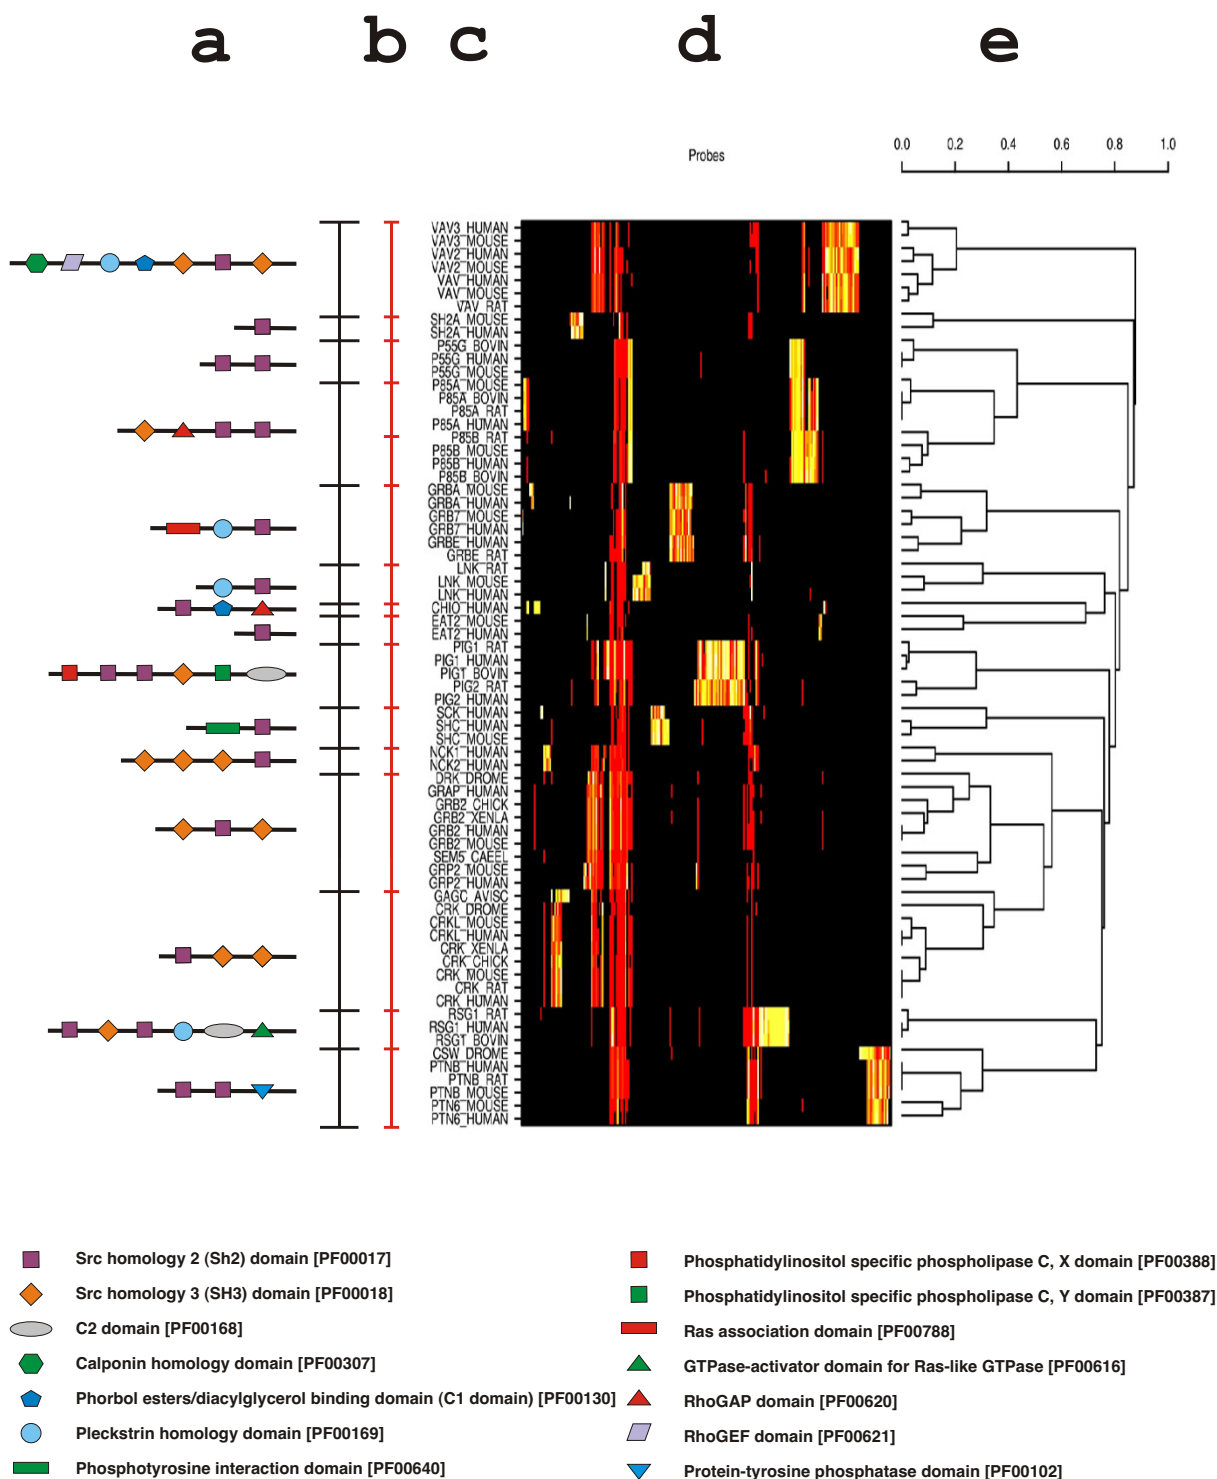 a b c d e
Probes
0.0 0.2 0.4 0.6 0.8 1.0
VAV3_HUMAN
VAV3_MOUSE
VAV2_HUMAN
VAV2_MOUSE
VAV_HUMAN
VAV_MOUSE
VAV_RAT
SH2A_MOUSE
SH2A_HUMAN
P55G_BOVIN
P55G_HUMAN
P55G_MOUSE
P85A_MOUSE
P85A_BOVIN
P85A_RAT
P85A_HUMAN
P85B_RAT
P85B_MOUSE
P85B_HUMAN
P85B_BOVIN
GRBA_MOUSE
GRBA_HUMAN
GRB7_MOUSE
GRB7_HUMAN
GRBE_HUMAN
GRBE_RAT
LNK_RAT
LNK_MOUSE
LNK_HUMAN
CHIO_HUMAN
EAT2_MOUSE
EAT2_HUMAN
PIG1_RAT
PIG1_HUMAN
PIG1_BOVIN
PIG2_RAT
PIG2_HUMAN
SCK_HUMAN
SHC_HUMAN
SHC_MOUSE
NCK1_HUMAN
NCK2_HUMAN
DRK_DROME
GRAP_HUMAN
GRB2_CHICK
GRB2_XENLA
GRB2_HUMAN
GRB2_MOUSE
SEM5_CAEEL
GRP2_MOUSE
GRP2_HUMAN
GAGC_AVISC
CRK_DROME
CRKL_MOUSE
CRKL_HUMAN
CRK_XENLA
CRK_CHICK
CRK_MOUSE
CRK_RAT
CRK_HUMAN
RSG1_RAT
RSG1_HUMAN
RSG1_BOVIN
CSW_DROME
PTNB_HUMAN
PTNB_RAT
PTNB_MOUSE
PTN6_MOUSE
PTN6_HUMAN
Src homology 2 (Sh2) domain [PF00017]
Src homology 3 (SH3) domain [PF00018]
C2 domain [PF00168]
Calponin homology domain [PF00307]
Phorbol esters/diacylglycerol binding domain (C1 domain) [PF00130]
Pleckstrin homology domain [PF00169]
Phosphotyrosine interaction domain [PF00640]
Phosphatidylinositol specific phospholipase C, X domain [PF00388]
Phosphatidylinositol specific phospholipase C, Y domain [PF00387]
Ras association domain [PF00788]
GTPase-activator domain for Ras-like GTPase [PF00616]
RhoGAP domain [PF00620]
RhoGEF domain [PF00621]
Protein-tyrosine phosphatase domain [PF00102]